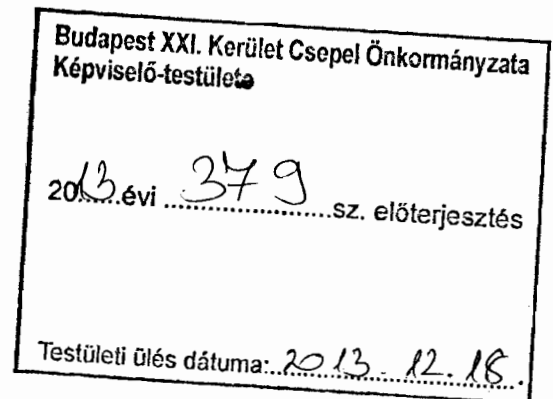 Budapest XXI. Kerület Csepel Önkormányzata
Képviselő-testülete
2013.évi 379 sz. előterjesztés
Testületi ülés dátuma: 2013. 12. 18.